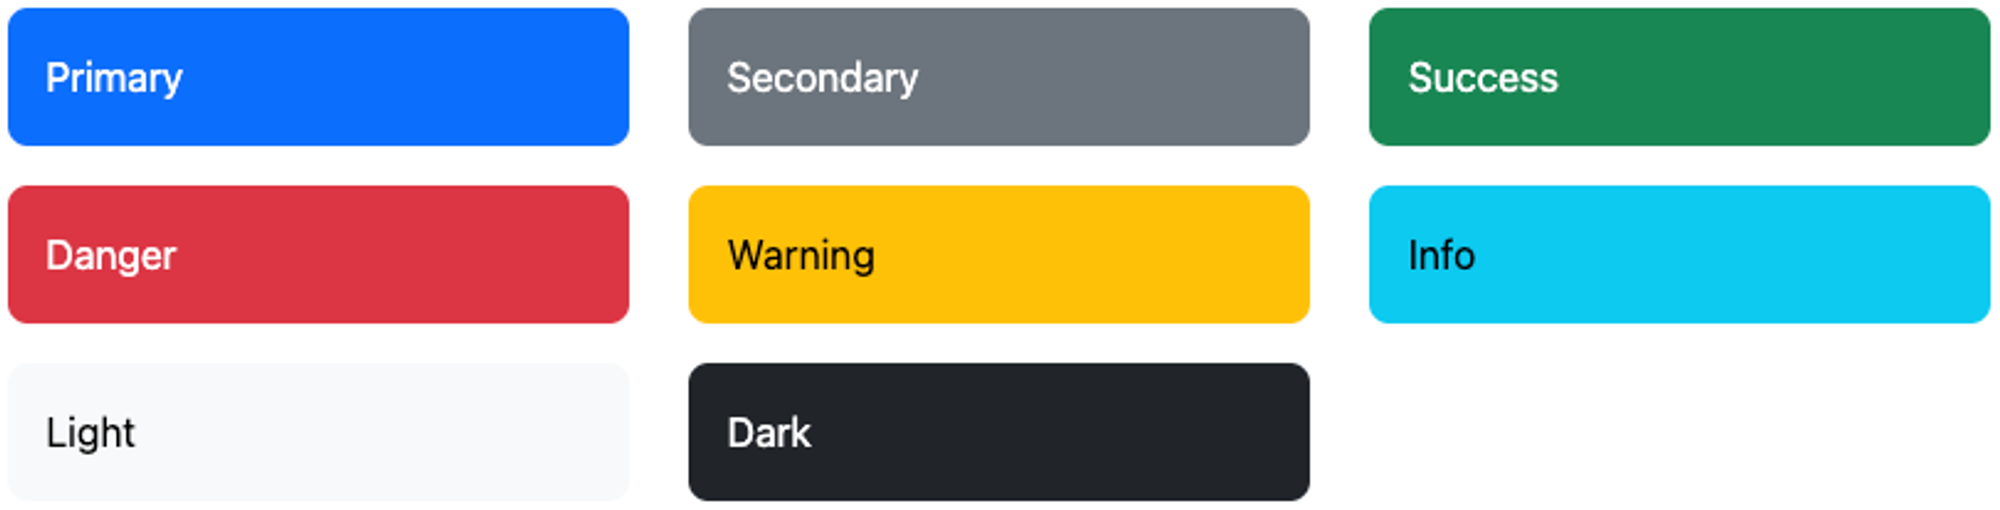 Primary
Secondary
Success
Danger
Warning
Info
Light
Dark